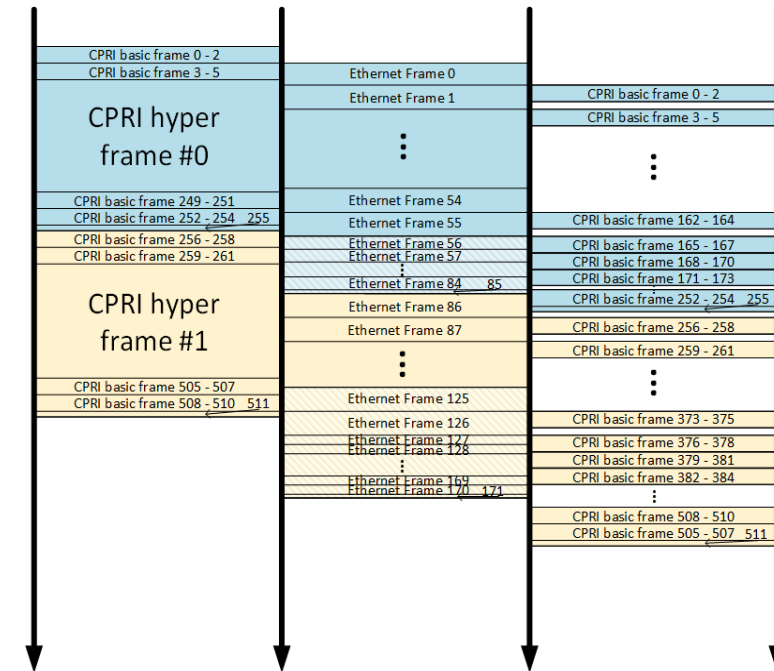 CPRI basic frame 0 - 2
CPRI basic frame 3 - 5
CPRI hyper
frame #0
CPRI basic frame 249 - 251
CPRI basic frame 252 - 254 255
CPRI basic frame 256 - 258
CPRI basic frame 259 - 261
CPRI hyper
frame #1
CPRI basic frame 505 - 507
CPRI basic frame 508 - 510 511
Ethernet Frame 0
Ethernet Frame 1
Ethernet Frame 54
Ethernet Frame 55
Ethernet Frame 56
Ethernet Frame 57
Ethernet Frame 84 85
Ethernet Frame 86
Ethernet Frame 87
Ethernet Frame 125
Ethernet Frame 126
Ethernet Frame 127
Ethernet Frame 128
Ethernet Frame 169
Ethernet Frame 170 171
CPRI basic frame 0 - 2
CPRI basic frame 3 - 5
CPRI basic frame 162 - 164
CPRI basic frame 165 - 167
CPRI basic frame 168 - 170
CPRI basic frame 171 - 173
CPRI basic frame 252 - 254 255
CPRI basic frame 256 - 258
CPRI basic frame 259 - 261
CPRI basic frame 373 - 375
CPRI basic frame 376 - 378
CPRI basic frame 379 - 381
CPRI basic frame 382 - 384
CPRI basic frame 508 - 510
CPRI basic frame 505 - 507 511